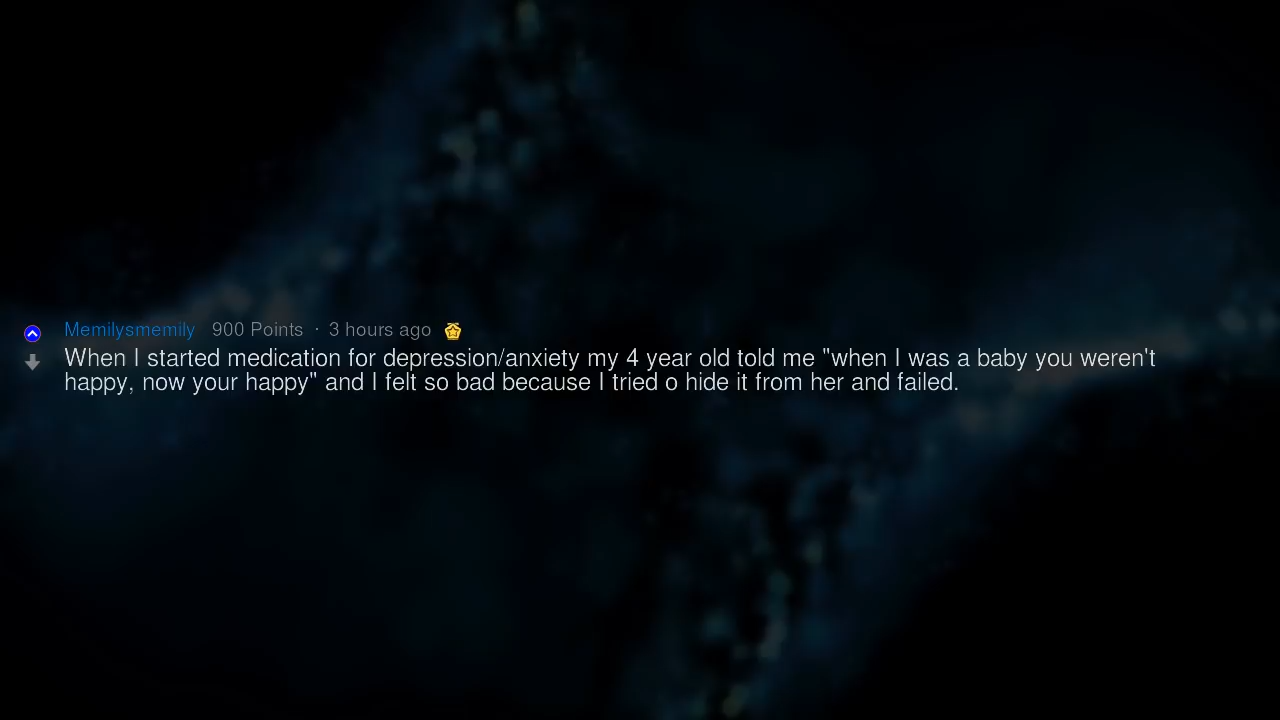 Memilysmemily 900 Points · 3 hours ago
When I started medication for depression/anxiety my 4 year old told me "when I was a baby you weren't
happy, now your happy" and I felt so bad because I tried o hide it from her and failed.